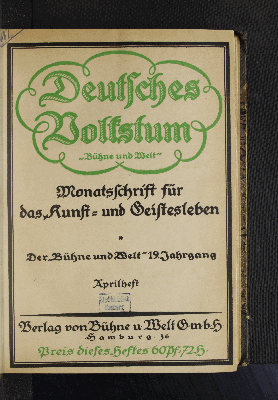 Deutsches
Volkstum
„Bühne und Welt“
Monatsschrift für
das Kunst- und Geistesleben
*
Der „Bühne und Welt“ 19. Jahrgang
Aprilheft
Verlag von Bühne u. Welt GmbH
Hamburg 36
Preis dieses Heftes 60 Pf. 72 H.